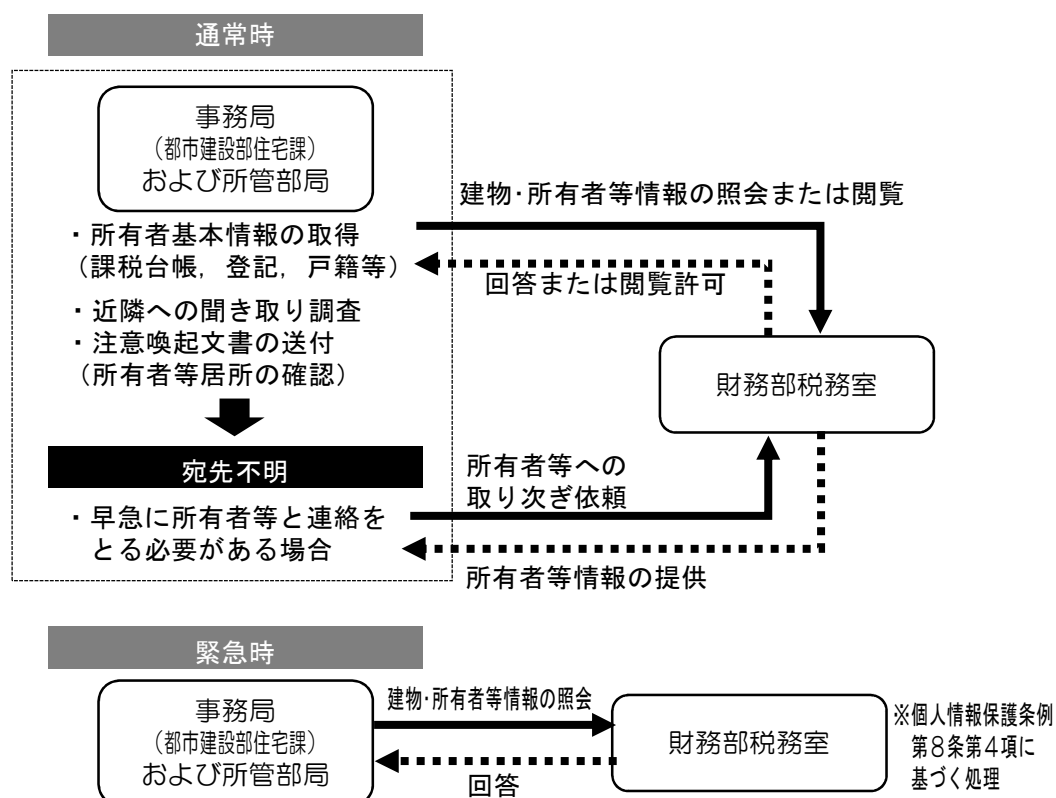 通常時
事務局
（都市建設部住宅課）
および所管部局
・所有者基本情報の取得
（課税台帳，登記，戸籍等）
・近隣への聞き取り調査
・注意喚起文書の送付
（所有者等居所の確認）
宛先不明
・早急に所有者等と連絡を
とる必要がある場合
建物･所有者等情報の照会または閲覧
回答または閲覧許可
財務部税務室
所有者等への
取り次ぎ依頼
所有者等情報の提供
緊急時
事務局
（都市建設部住宅課）
および所管部局
建物･所有者等情報の照会
回答
財務部税務室
※個人情報保護条例
第８条第４項に
基づく処理